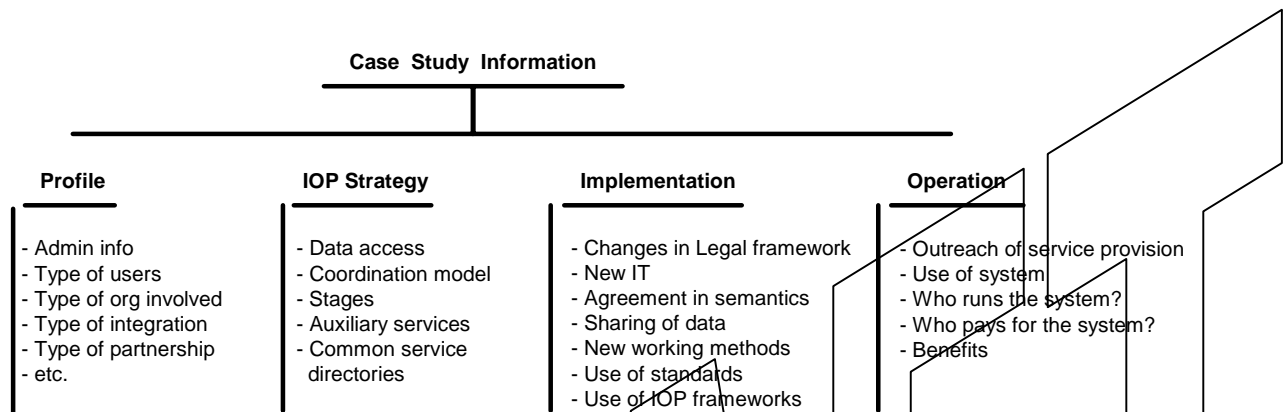 Case Study Information
Profile
- Admin info
- Type of users
- Type of org involved
- Type of integration
- Type of partnership
- etc.
IOP Strategy
- Data access
- Coordination model
- Stages
- Auxiliary services
- Common service
directories
Implementation
- Changes in Legal framework
- New IT
- Agreement in semantics
- Sharing of data
- New working methods
- Use of standards
- Use of IOP frameworks
Operation
- Outreach of service provision
- Use of system
- Who runs the system?
- Who pays for the system?
- Benefits